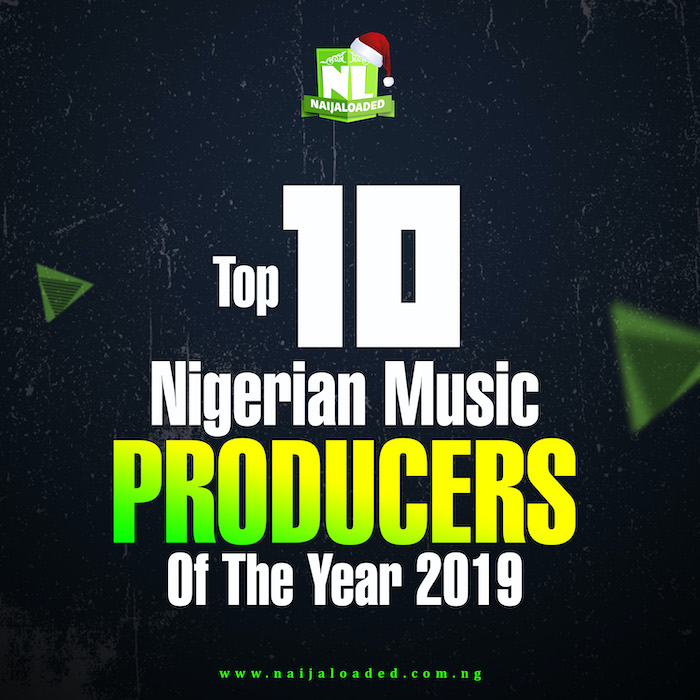 NL
NAIJALOADED
Top 10
Nigerian Music
PRODUCERS
Of The Year 2019
www.naijaloaded.com.ng